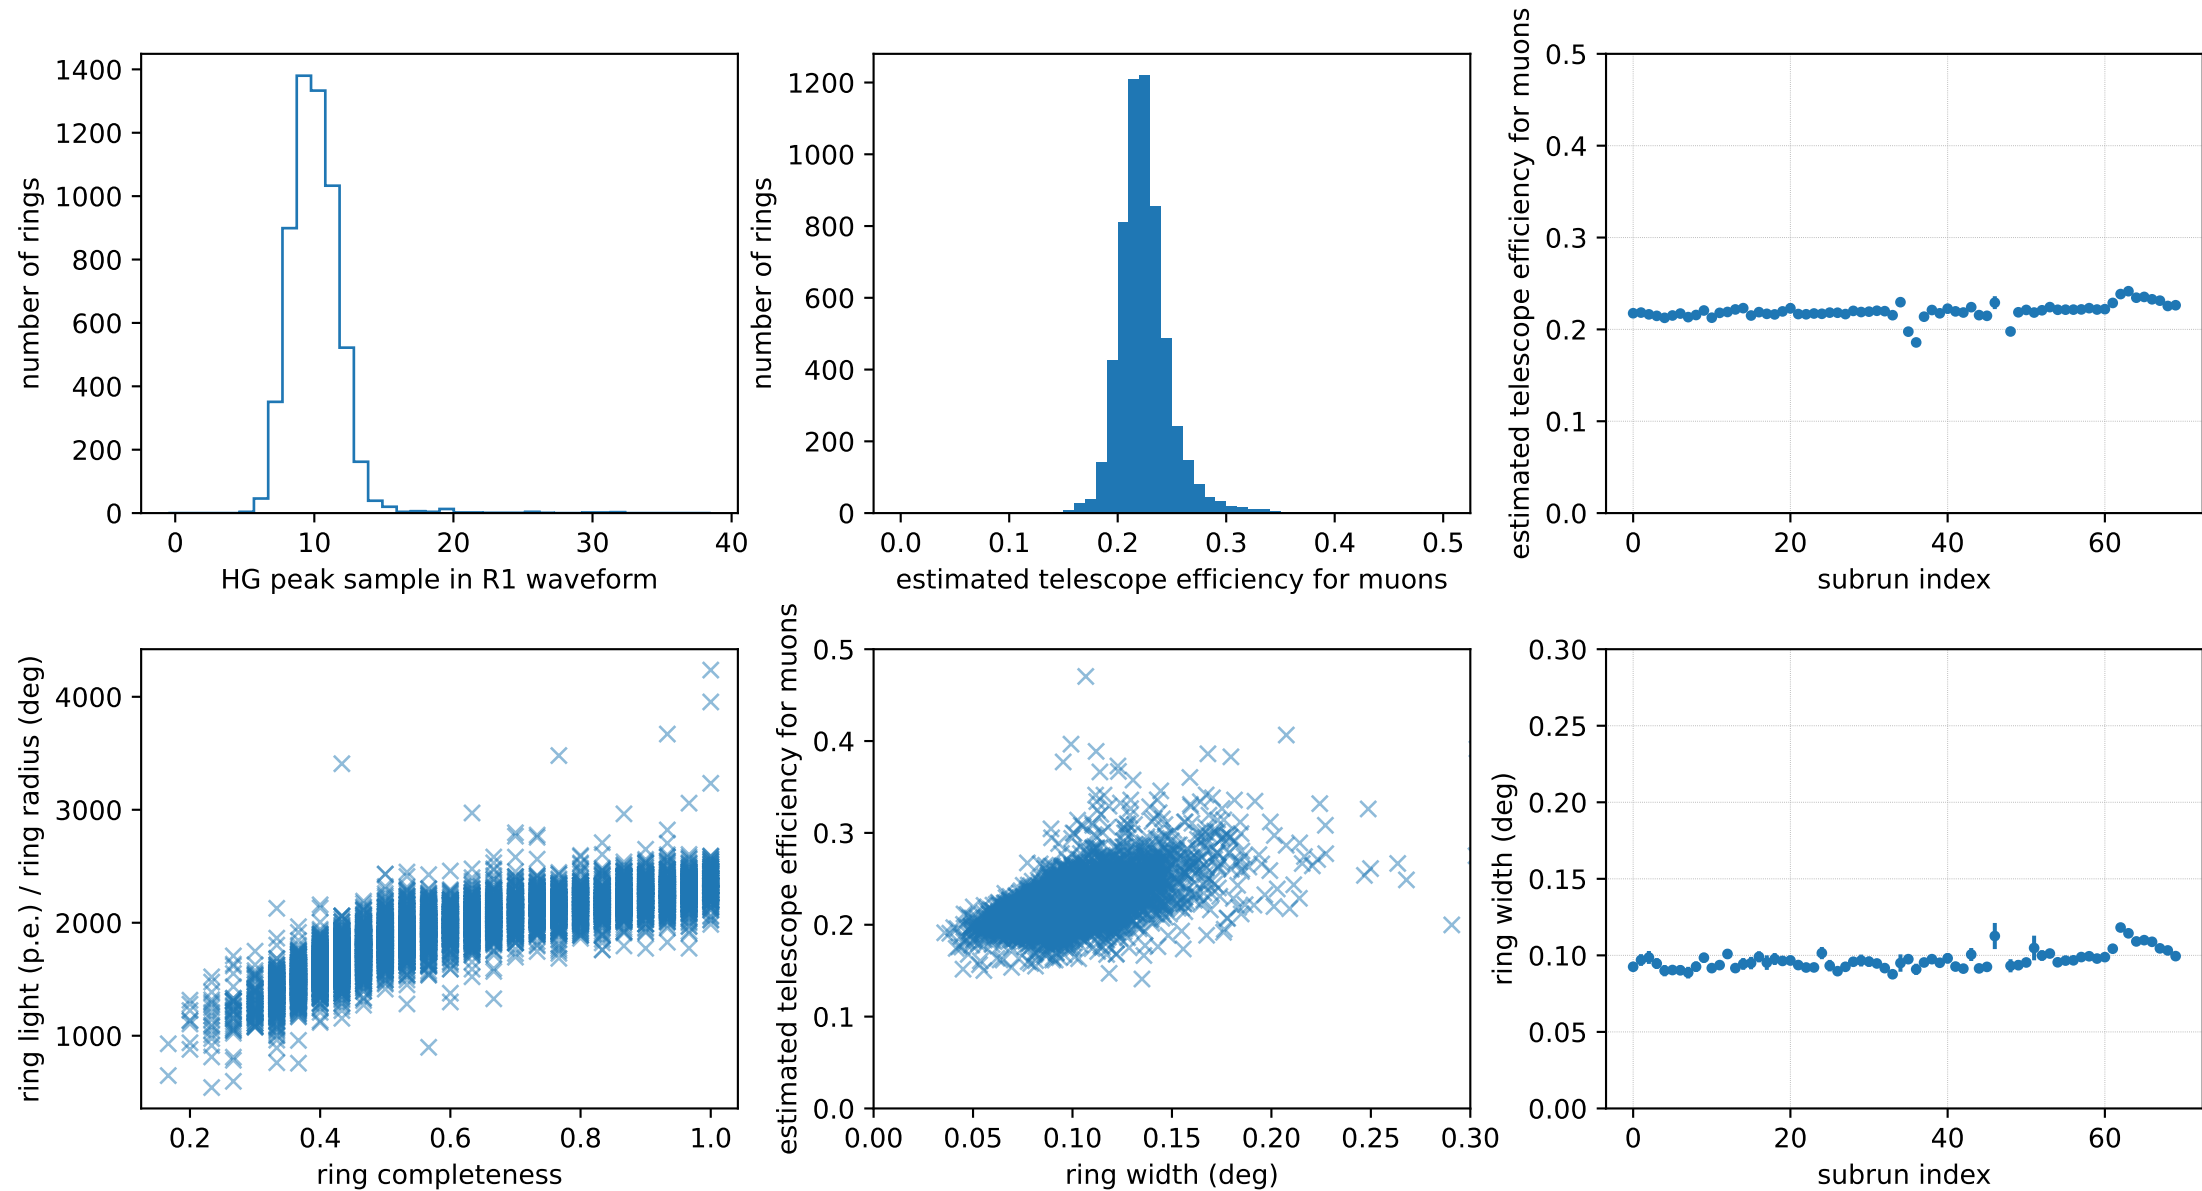 1400
1200
1000
800
600
400
200
0
number of rings
0 10 20 30 40
HG peak sample in R1 waveform
1200
1000
800
600
400
200
0
number of rings
0.0 0.1 0.2 0.3 0.4 0.5
estimated telescope efficiency for muons
0.5
0.4
0.3
0.2
0.1
0.0
estimated telescope efficiency for muons
0 20 40 60
subrun index
4000
3000
2000
1000
ring light (p.e.) / ring radius (deg)
0.2 0.4 0.6 0.8 1.0
ring completeness
0.5
0.4
0.3
0.2
0.1
0.0
estimated telescope efficiency for muons
0.00 0.05 0.10 0.15 0.20 0.25 0.30
ring width (deg)
0.30
0.25
0.20
0.15
0.10
0.05
0.00
ring width (deg)
0 20 40 60
subrun index